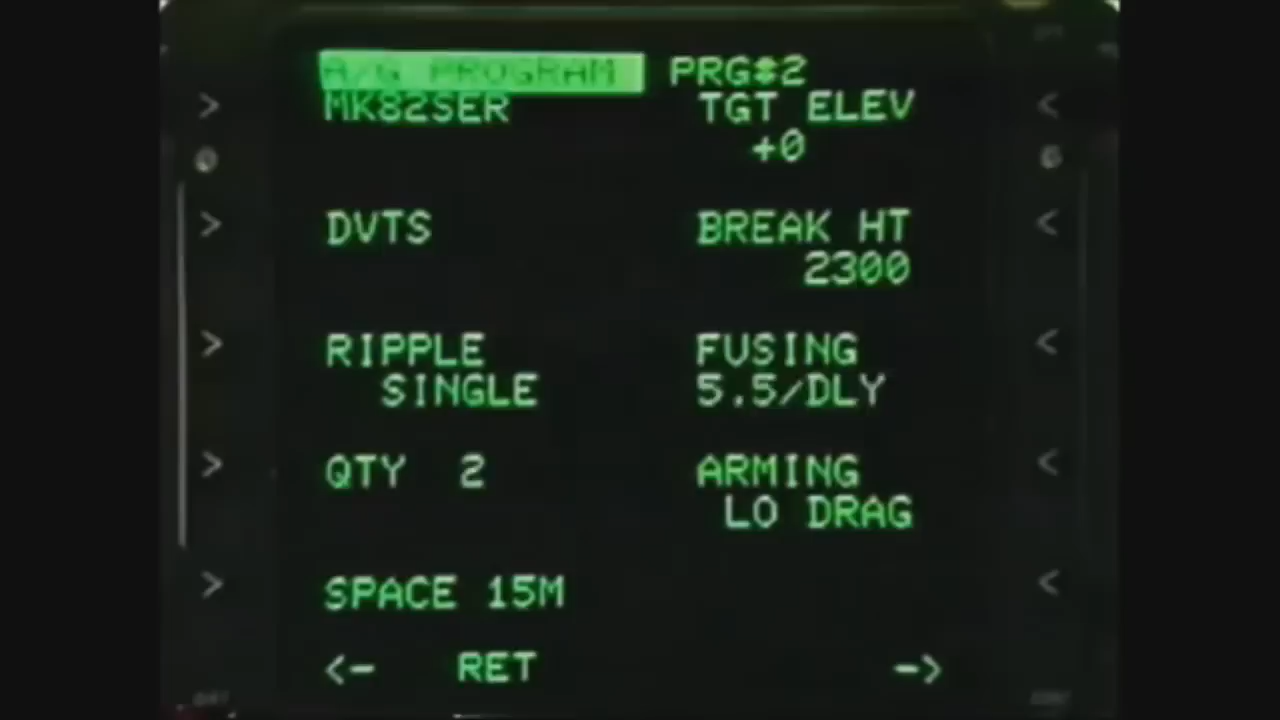 A/G PROGRAM PRG#2
MK82SER TGT ELEV
+0
DVTS BREAK HT
2300
RIPPLE FUSING
SINGLE 5.5/DLY
QTY 2 ARMING
LO DRAG
SPACE 15M
<- RET ->